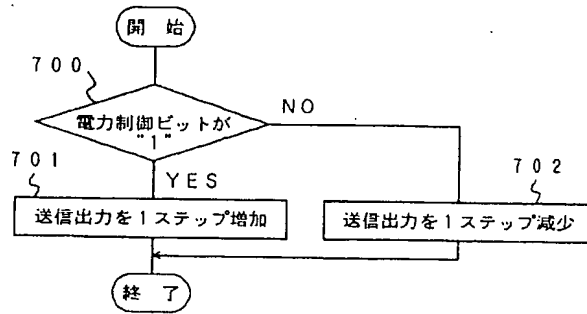 開 始
700
電力制御ビットが
"1"
NO
701
YES
702
送信出力を1ステップ増加
送信出力を1ステップ減少
終 了